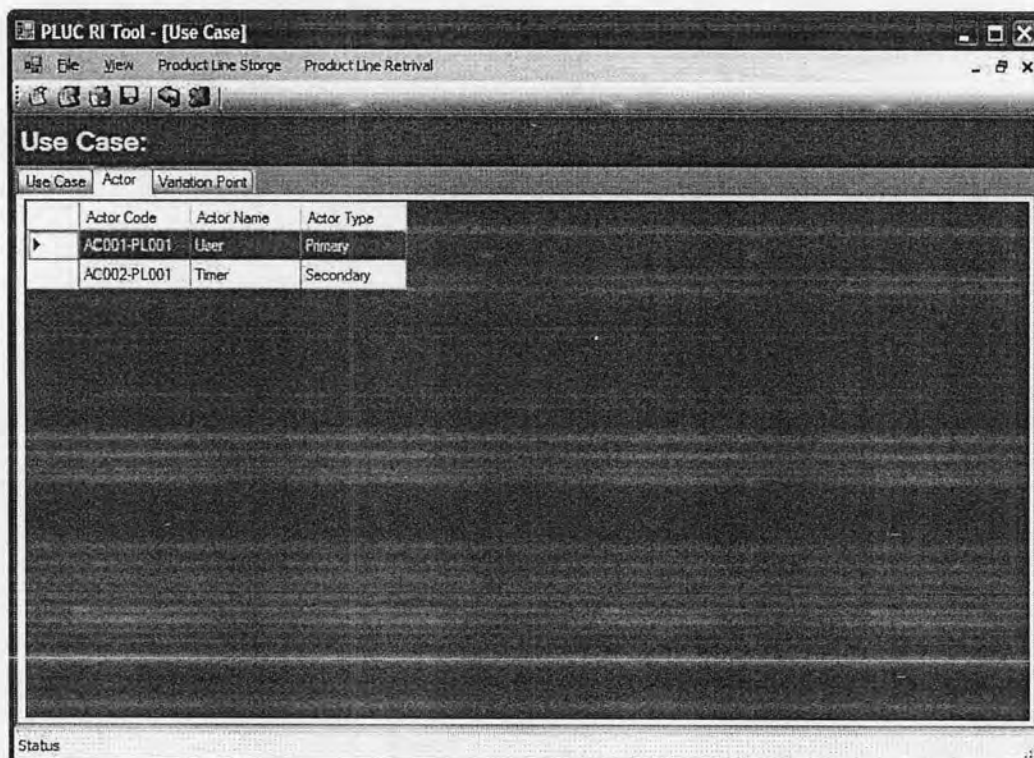 PLUC RI Tool - [Use Case]
File View Product Line Storge Product Line Retrival
Use Case:
Use Case Actor Variation Point
Actor Code Actor Name Actor Type
AC001-PL001 User Primary
AC002-PL001 Timer Secondary
Status